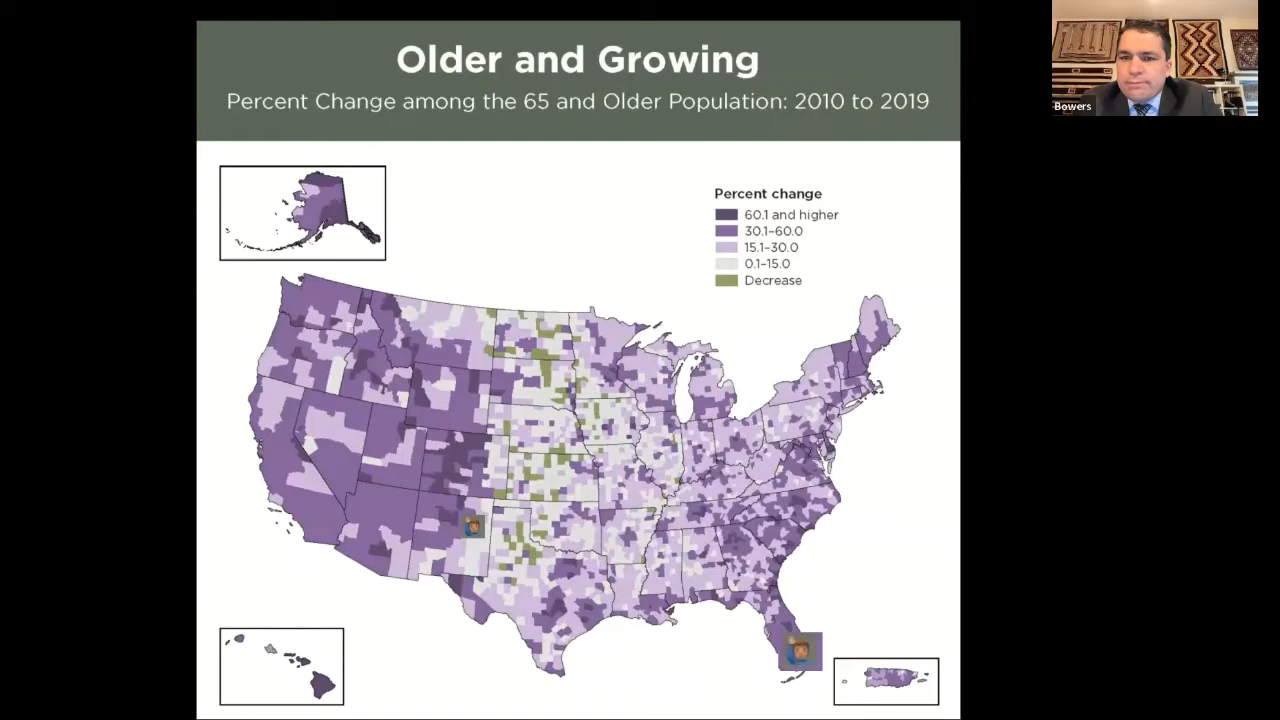 Older and Growing
Percent Change among the 65 and Older Population: 2010 to 2019
Bowers
Percent change
60.1 and higher
30.1–60.0
15.1–30.0
0.1–15.0
Decrease